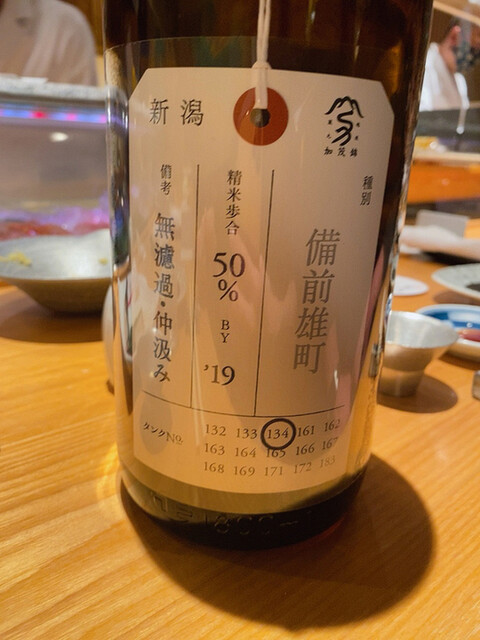 新潟
加茂錦
種別
備前雄町
精米歩合
50
%
BY
'19
備考
無濾過・仲汲み
タンクNo.
132 133 134 161 162
163 164 165 166 167
168 169 171 172 183